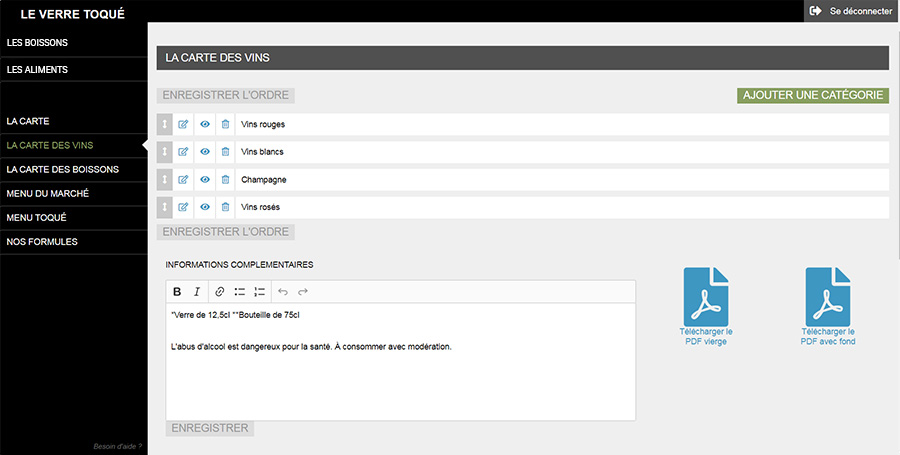 LE VERRE TOQUÉ
Se déconnecter
LES BOISSONS
LES ALIMENTS
LA CARTE
LA CARTE DES VINS
LA CARTE DES BOISSONS
MENU DU MARCHÉ
MENU TOQUÉ
NOS FORMULES
Besoin d'aide ?
LA CARTE DES VINS
ENREGISTRER L'ORDRE
AJOUTER UNE CATÉGORIE
Vins rouges
Vins blancs
Champagne
Vins rosés
ENREGISTRER L'ORDRE
INFORMATIONS COMPLEMENTAIRES
B I
*Verre de 12,5cl **Bouteille de 75cl
L'abus d'alcool est dangereux pour la santé. À consommer avec modération.
ENREGISTRER
Télécharger le
PDF vierge
Télécharger le
PDF avec fond